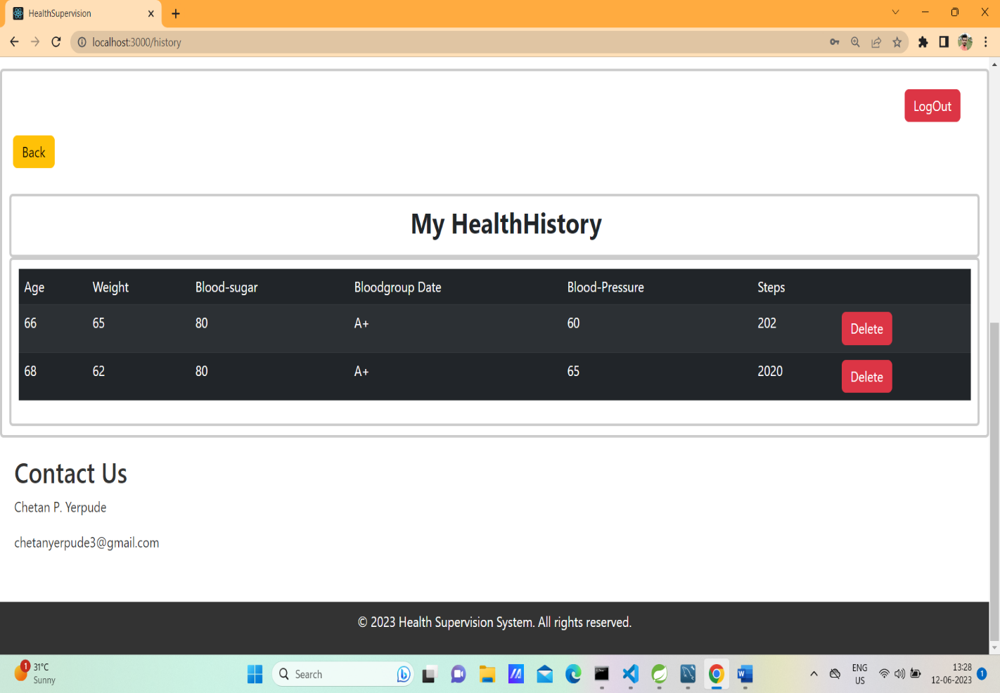 HealthSupervision
localhost:3000/history
LogOut
Back
My HealthHistory
Age Weight Blood-sugar Bloodgroup Date Blood-Pressure Steps
66 65 80 A+ 60 202 Delete
68 62 80 A+ 65 2020 Delete
Contact Us
Chetan P. Yerpude
chetanyerpude3@gmail.com
© 2023 Health Supervision System. All rights reserved.
1 31°C
Sunny
Search
ENG
US
13:28
12-06-2023
1